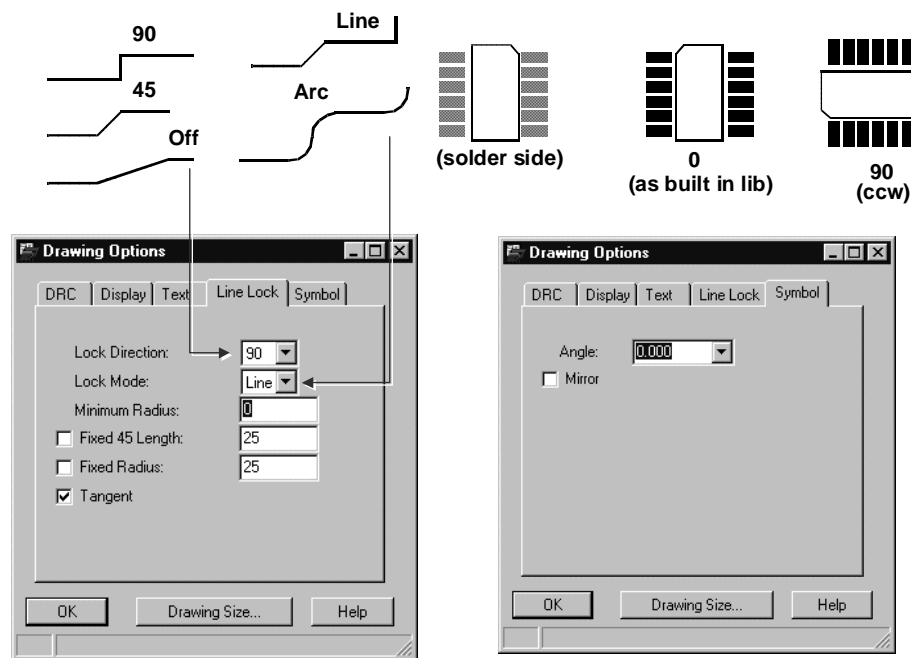 90
45
Off
Line
Arc
(solder side)
0
(as built in lib)
90
(ccw)
Drawing Options
DRC Display Text Line Lock Symbol
Lock Direction: 90
Lock Mode: Line
Minimum Radius: 0
Fixed 45 Length: 25
Fixed Radius: 25
Tangent
OK Drawing Size... Help
Drawing Options
DRC Display Text Line Lock Symbol
Angle: 0.000
Mirror
OK Drawing Size... Help